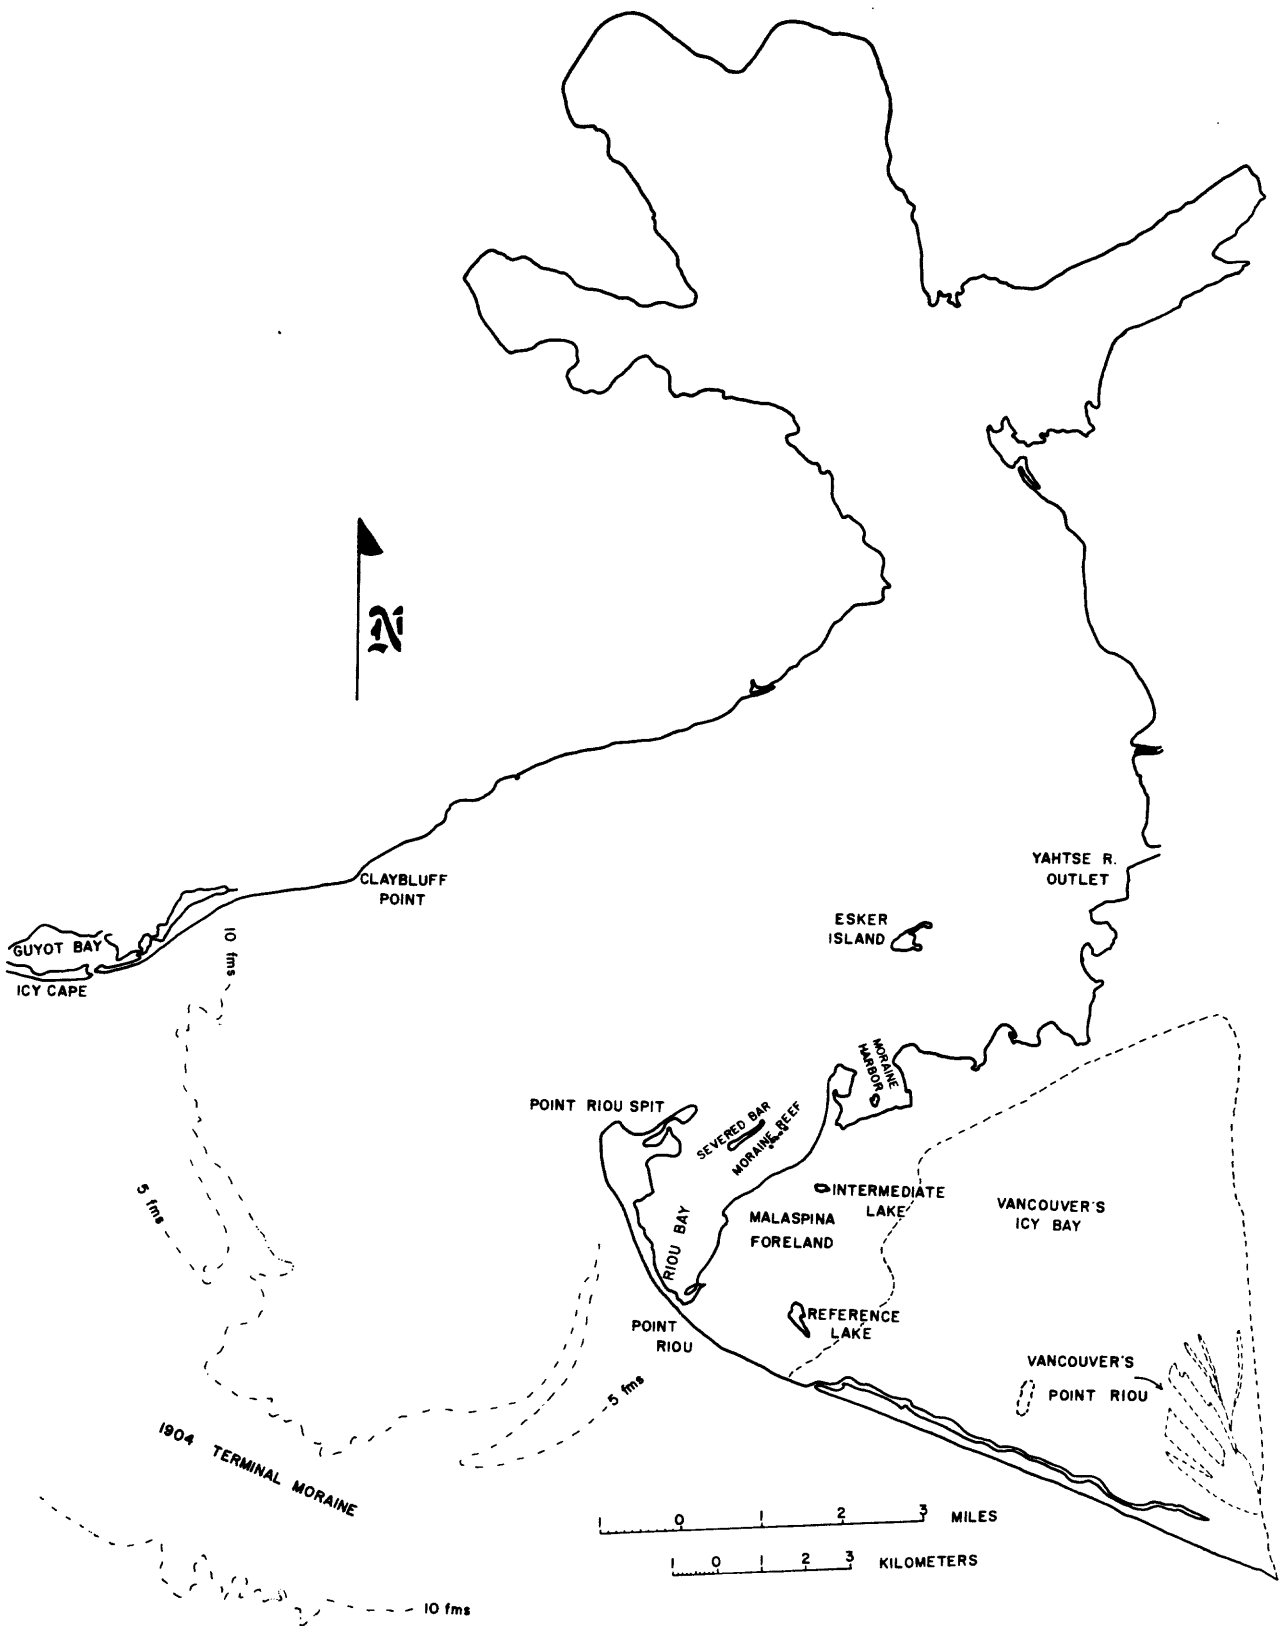 N
YAHTSE R.
OUTLET
CLAYBLUFF
POINT
ESKER
ISLAND
GUYOT BAY
ICY CAPE
10 fms
MORAINE
HARBOR
POINT RIOU SPIT
SEVERED BAR
MORAINE REEF
5 fms
INTERMEDIATE
LAKE
VANCOUVER'S
ICY BAY
MALASPINA
FORELAND
RIOU BAY
REFERENCE
LAKE
POINT
RIOU
VANCOUVER'S
POINT RIOU
5 fms
1904 TERMINAL MORAINE
1 0 1 2 3 MILES
1 0 1 2 3 KILOMETERS
10 fms